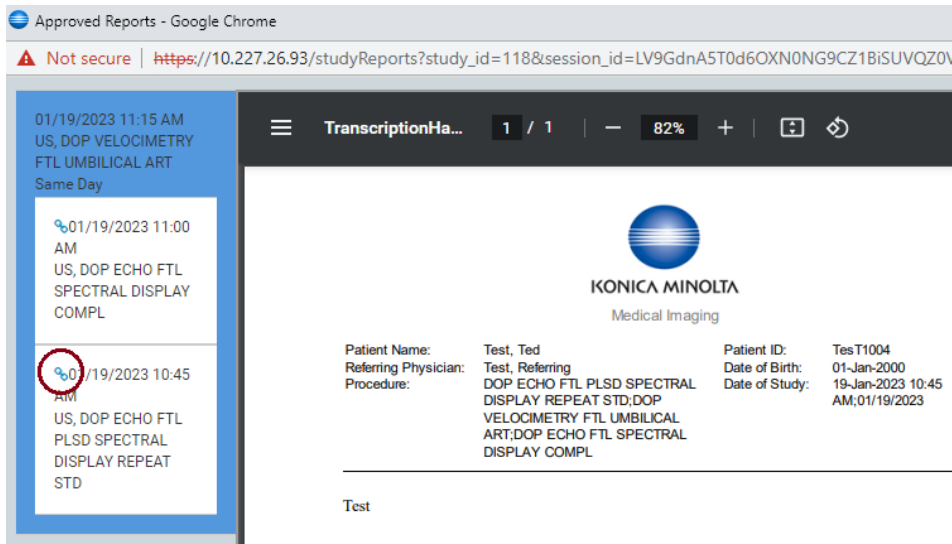 Approved Reports - Google Chrome
Not secure | https://10.227.26.93/studyReports?study_id=118&session_id=LV9GdnA5T0d6OXN0NG9CZ1BiSUVQZ0V
01/19/2023 11:15 AM
US, DOP VELOCIMETRY
FTL UMBILICAL ART
Same Day
01/19/2023 11:00
AM
US, DOP ECHO FTL
SPECTRAL DISPLAY
COMPL
01/19/2023 10:45
AM
US, DOP ECHO FTL
PLSD SPECTRAL
DISPLAY REPEAT
STD
TranscriptionHa... 1 / 1 | − 82% + |
KONICA MINOLTA
Medical Imaging
Patient Name: Test, Ted Patient ID: TesT1004
Referring Physician: Test, Referring Date of Birth: 01-Jan-2000
Procedure: DOP ECHO FTL PLSD SPECTRAL Date of Study: 19-Jan-2023 10:45
DISPLAY REPEAT STD;DOP AM;01/19/2023
VELOCIMETRY FTL UMBILICAL
ART;DOP ECHO FTL SPECTRAL
DISPLAY COMPL
Test